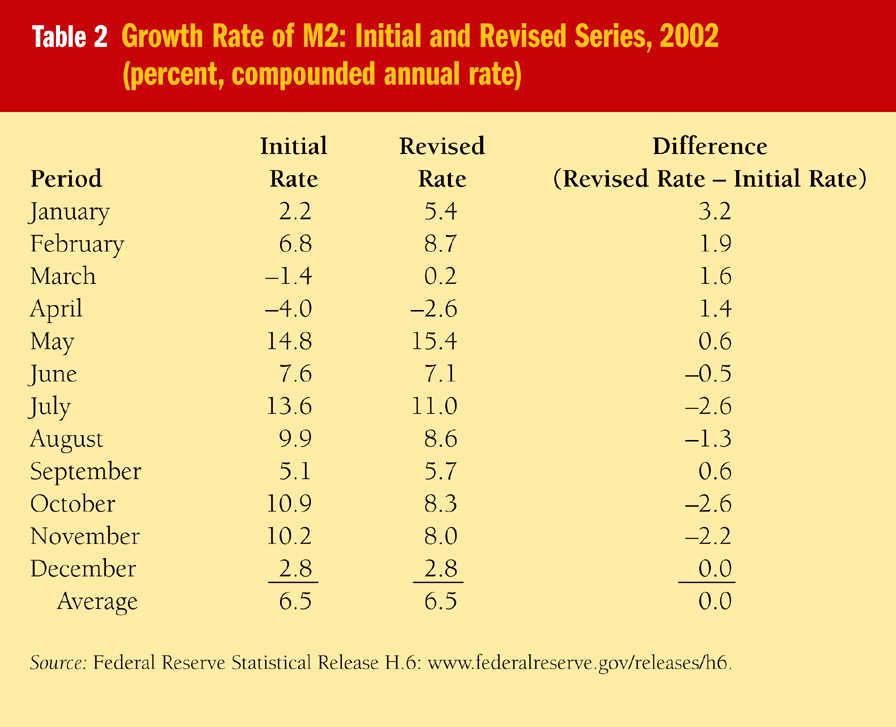 Table 2 Growth Rate of M2: Initial and Revised Series, 2002
(percent, compounded annual rate)
Initial Revised Difference
Period Rate Rate (Revised Rate – Initial Rate)
January 2.2 5.4 3.2
February 6.8 8.7 1.9
March –1.4 0.2 1.6
April –4.0 –2.6 1.4
May 14.8 15.4 0.6
June 7.6 7.1 –0.5
July 13.6 11.0 –2.6
August 9.9 8.6 –1.3
September 5.1 5.7 0.6
October 10.9 8.3 –2.6
November 10.2 8.0 –2.2
December 2.8 2.8 0.0
Average 6.5 6.5 0.0
Source: Federal Reserve Statistical Release H.6: www.federalreserve.gov/releases/h6.